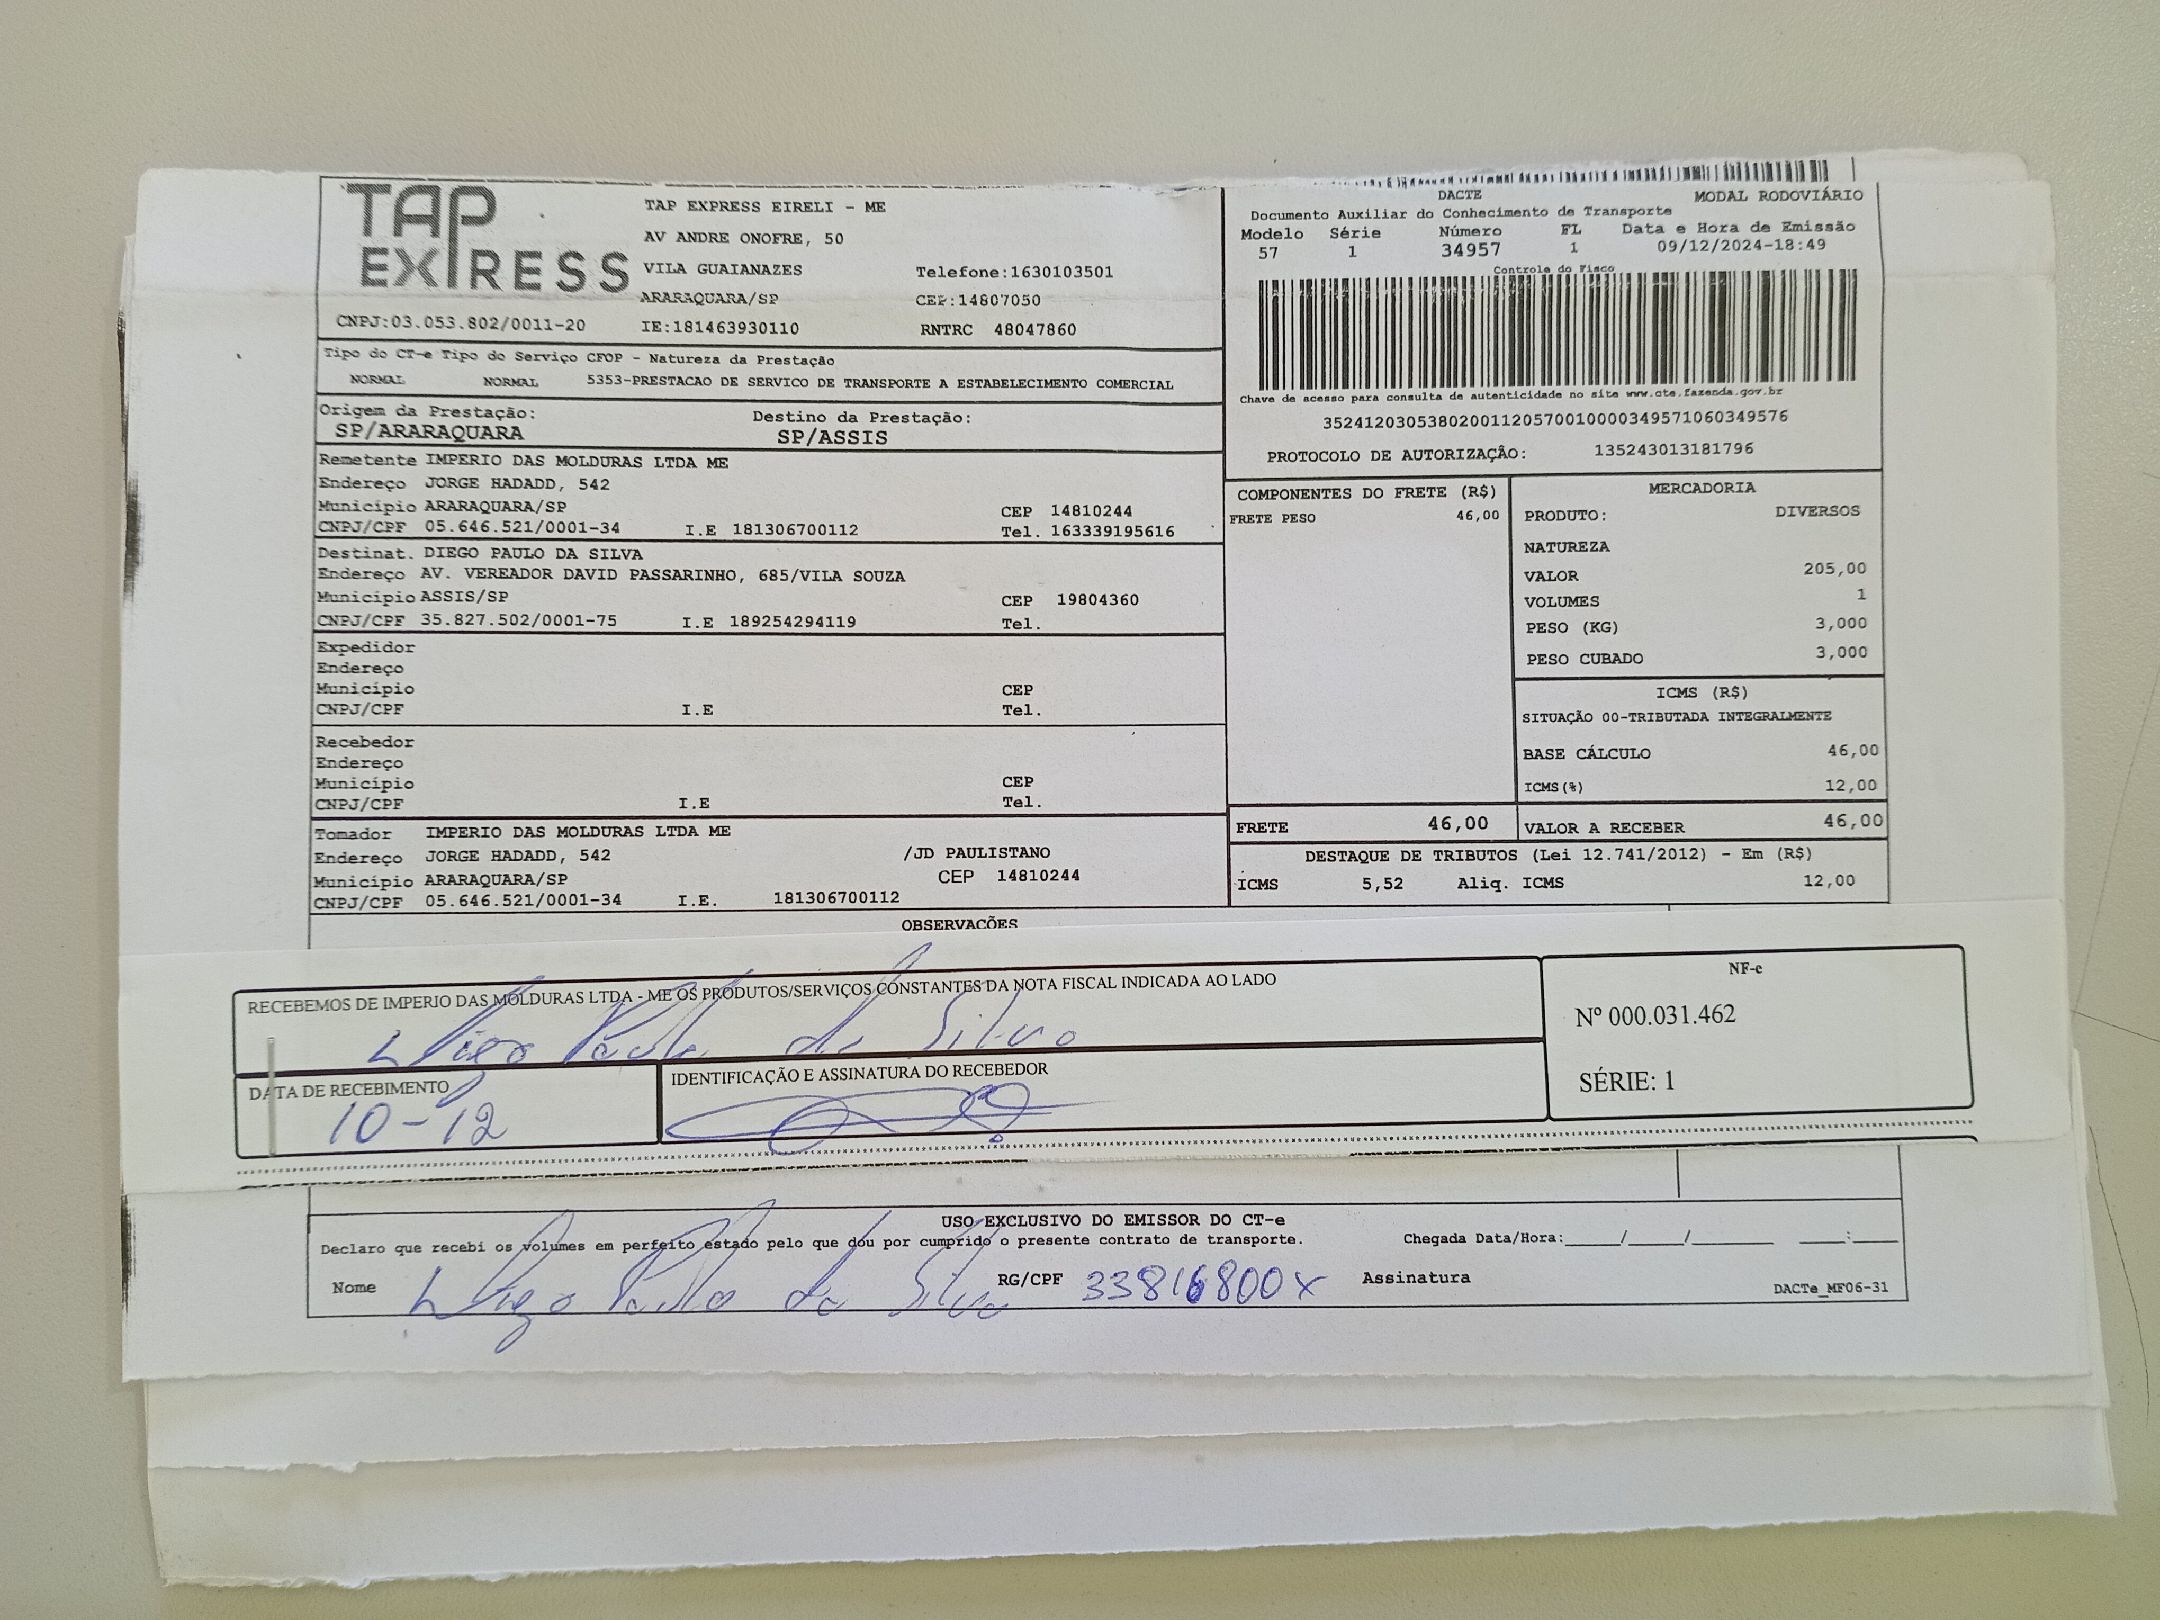 TAP
EXPRESS
TAP EXPRESS EIRELI - ME
AV ANDRE ONOFRE, 50
VILA GUAIANAZES Telefone:1630103501
ARARAQUARA/SP CEP:14807050
CNPJ:03.053.802/0011-20 IE:181463930110 RNTRC 48047860
DACTE MODAL RODOVIÁRIO
Documento Auxiliar do Conhecimento de Transporte
Modelo Série Número FL Data e Hora de Emissão
57 1 34957 1 09/12/2024-18:49
Controle do Fisco
Chave de acesso para consulta de autenticidade no site www.cte.fazenda.gov.br
35241203053802001120570010000349571060349576
PROTOCOLO DE AUTORIZAÇÃO: 135243013181796
Tipo do CT-e Tipo do Serviço CFOP - Natureza da Prestação
NORMAL NORMAL 5353-PRESTACAO DE SERVICO DE TRANSPORTE A ESTABELECIMENTO COMERCIAL
Origem da Prestação: Destino da Prestação:
SP/ARARAQUARA SP/ASSIS
Remetente IMPERIO DAS MOLDURAS LTDA ME
Endereço JORGE HADADD, 542
Município ARARAQUARA/SP CEP 14810244
CNPJ/CPF 05.646.521/0001-34 I.E 181306700112 Tel. 163339195616
Destinat. DIEGO PAULO DA SILVA
Endereço AV. VEREADOR DAVID PASSARINHO, 685/VILA SOUZA
Município ASSIS/SP CEP 19804360
CNPJ/CPF 35.827.502/0001-75 I.E 189254294119 Tel.
Expedidor
Endereço
Município CEP
CNPJ/CPF I.E Tel.
Recebedor
Endereço
Município CEP
CNPJ/CPF I.E Tel.
Tomador IMPERIO DAS MOLDURAS LTDA ME
Endereço JORGE HADADD, 542 /JD PAULISTANO
Município ARARAQUARA/SP CEP 14810244
CNPJ/CPF 05.646.521/0001-34 I.E. 181306700112
COMPONENTES DO FRETE (R$)
FRETE PESO 46,00
MERCADORIA
PRODUTO: DIVERSOS
NATUREZA
VALOR 205,00
VOLUMES 1
PESO (KG) 3,000
PESO CUBADO 3,000
ICMS (R$)
SITUAÇÃO 00-TRIBUTADA INTEGRALMENTE
BASE CÁLCULO 46,00
ICMS(%) 12,00
FRETE 46,00 VALOR A RECEBER 46,00
DESTAQUE DE TRIBUTOS (Lei 12.741/2012) - Em (R$)
ICMS 5,52 Aliq. ICMS 12,00
OBSERVACÕES
RECEBEMOS DE IMPERIO DAS MOLDURAS LTDA - ME OS PRODUTOS/SERVIÇOS CONSTANTES DA NOTA FISCAL INDICADA AO LADO
Diego Paulo da Silva
DATA DE RECEBIMENTO
10-12
IDENTIFICAÇÃO E ASSINATURA DO RECEBEDOR
NF-e
Nº 000.031.462
SÉRIE: 1
USO EXCLUSIVO DO EMISSOR DO CT-e
Declaro que recebi os volumes em perfeito estado pelo que dou por cumprido o presente contrato de transporte. Chegada Data/Hora:_____/_____/________ ____:____
Nome Diego Paulo da Silva RG/CPF 33816800x Assinatura
DACTe_MF06-31